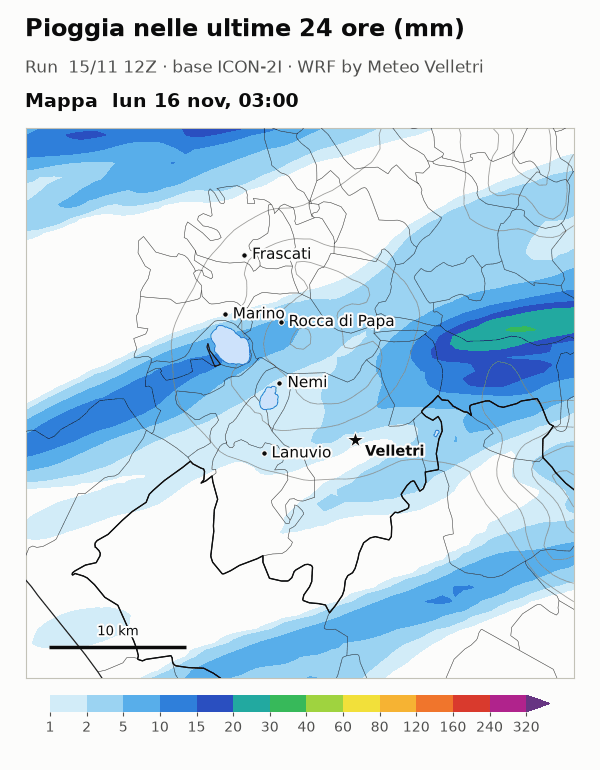 Pioggia nelle ultime 24 ore (mm)
Run 15/11 12Z · base ICON-2I · WRF by Meteo Velletri
Mappa lun 16 nov, 03:00
Frascati
Marino
Rocca di Papa
Nemi
Velletri
Lanuvio
10 km
1 2 5 10 15 20 30 40 60 80 120 160 240 320